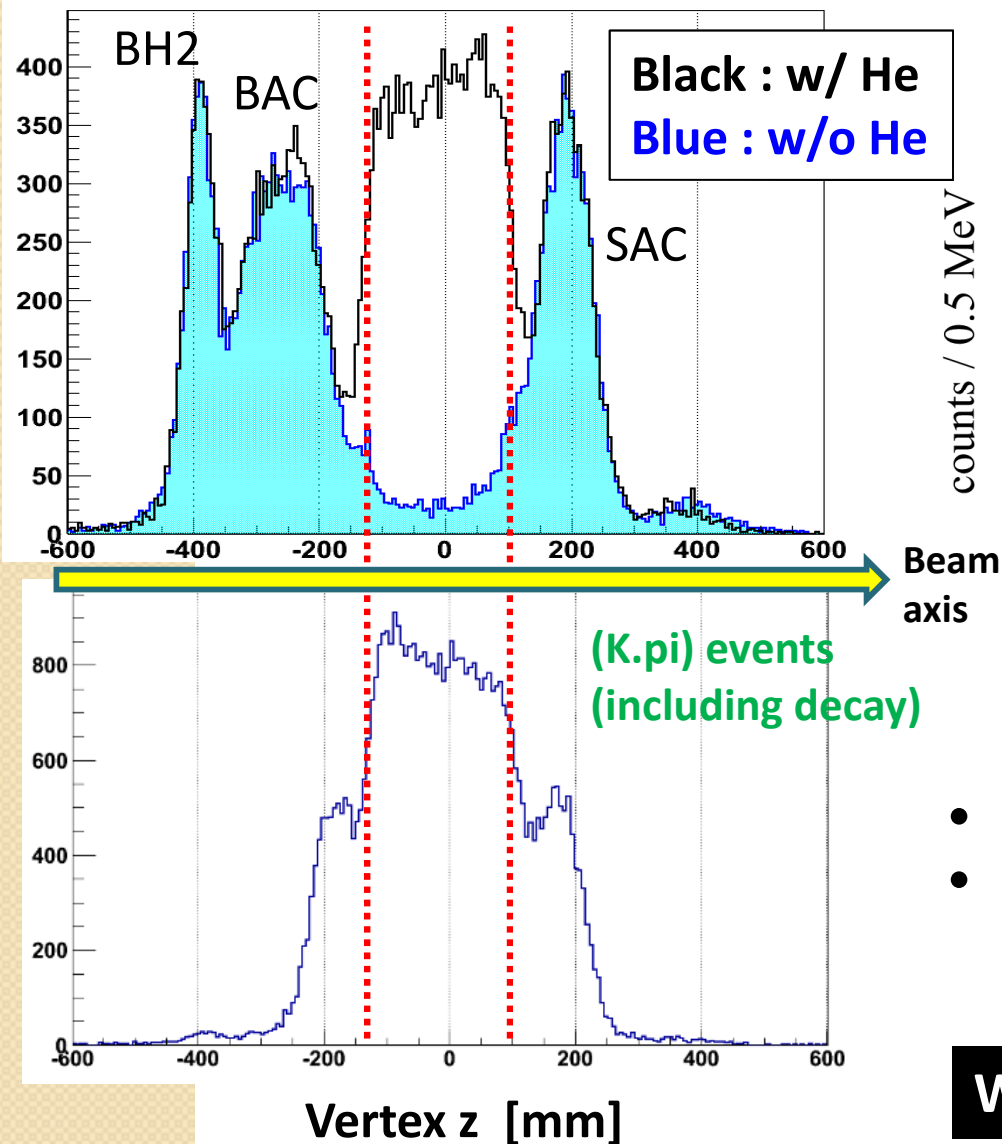 BH2
BAC
SAC
Black : w/ He
Blue : w/o He
400
350
300
250
200
150
100
50
0
-600 -400 -200 0 200 400 600
counts / 0.5 MeV
Beam
axis
(K.pi) events
(including decay)
800
600
400
200
0
-600 -400 -200 0 200 400 600
Vertex z [mm]
•
•
W